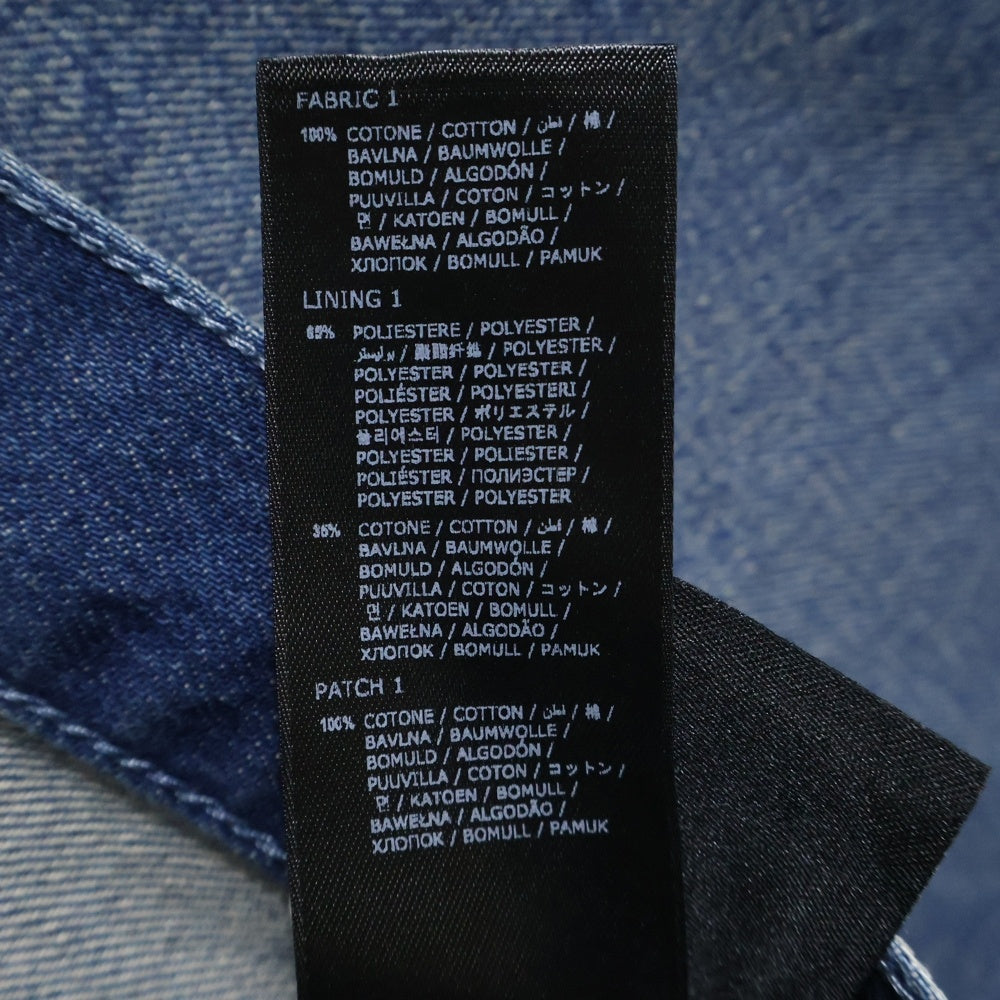 FABRIC 1
100% COTONE / COTTON / قطن / 棉 /
BAVLNA / BAUMWOLLE /
BOMULD / ALGODÓN /
PUUVILLA / COTON / コットン /
면 / KATOEN / BOMULL /
BAWEŁNA / ALGODÃO /
ХЛОПОК / BOMULL / PAMUK
LINING 1
65% POLIESTERE / POLYESTER /
بوليستر / 聚酯纤维 / POLYESTER /
POLYESTER / POLYESTER /
POLIÉSTER / POLYESTERI /
POLYESTER / ポリエステル /
폴리에스터 / POLYESTER /
POLYESTER / POLIESTER /
POLIÉSTER / ПОЛИЭСТЕР /
POLYESTER / POLYESTER
35% COTONE / COTTON / قطن / 棉 /
BAVLNA / BAUMWOLLE /
BOMULD / ALGODÓN /
PUUVILLA / COTON / コットン /
면 / KATOEN / BOMULL /
BAWEŁNA / ALGODÃO /
ХЛОПОК / BOMULL / PAMUK
PATCH 1
100% COTONE / COTTON / قطن / 棉 /
BAVLNA / BAUMWOLLE /
BOMULD / ALGODÓN /
PUUVILLA / COTON / コットン /
면 / KATOEN / BOMULL /
BAWEŁNA / ALGODÃO /
ХЛОПОК / BOMULL / PAMUK